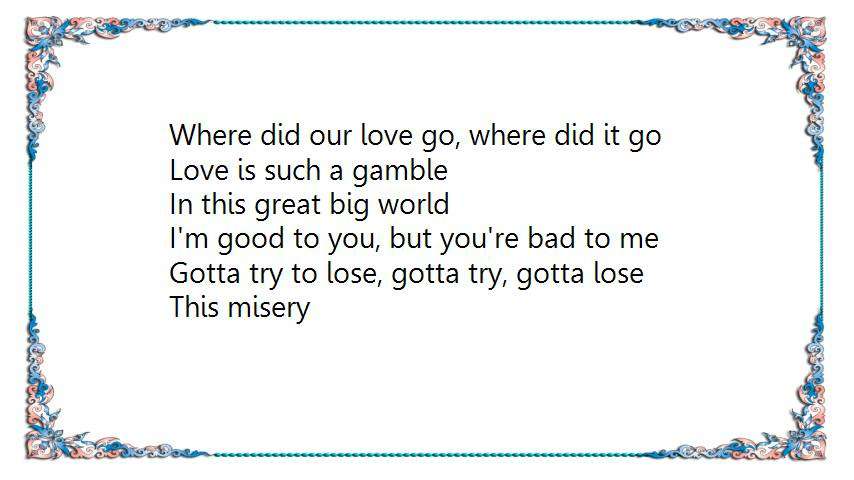 Where did our love go, where did it go
Love is such a gamble
In this great big world
I'm good to you, but you're bad to me
Gotta try to lose, gotta try, gotta lose
This misery